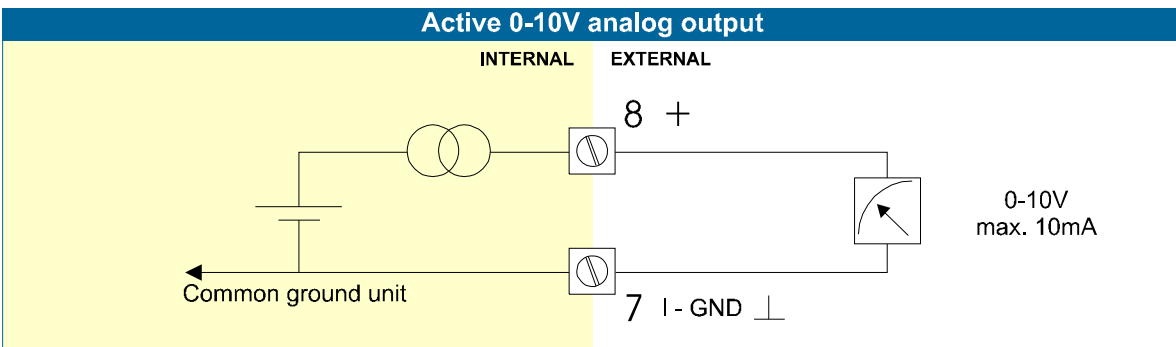 Active 0-10V analog output
INTERNAL EXTERNAL
8 +
0-10V
max. 10mA
Common ground unit
7 I - GND ⊥